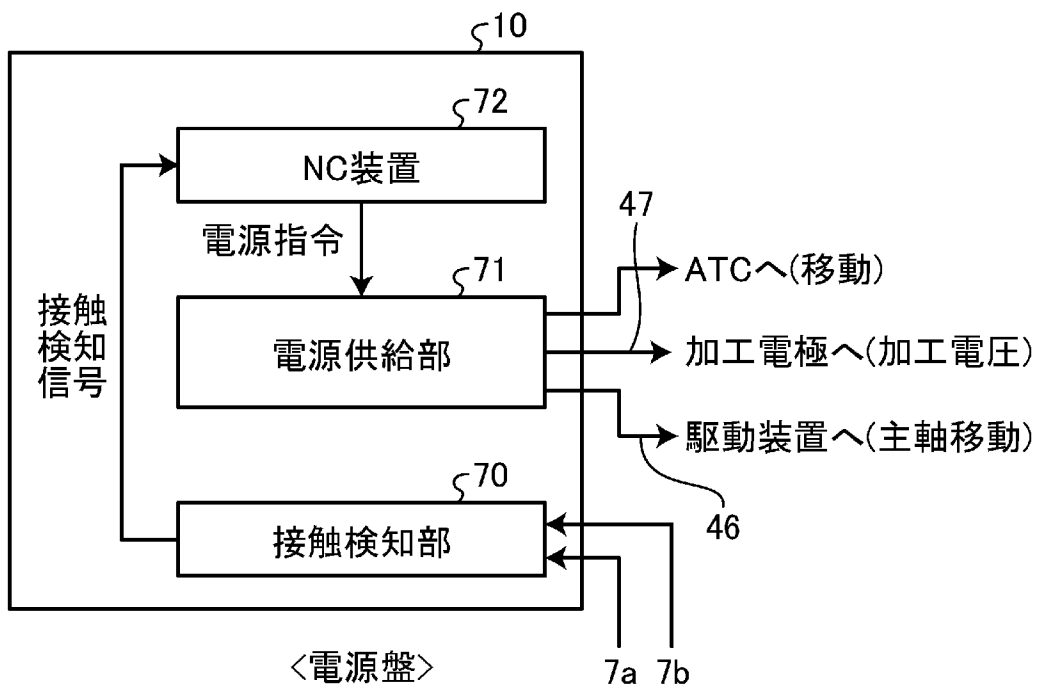 10
72
NC装置
電源指令
47
ATCへ(移動)
71
電源供給部
加工電極へ(加工電圧)
駆動装置へ(主軸移動)
46
接触
検知
信号
70
接触検知部
7a 7b
<電源盤>